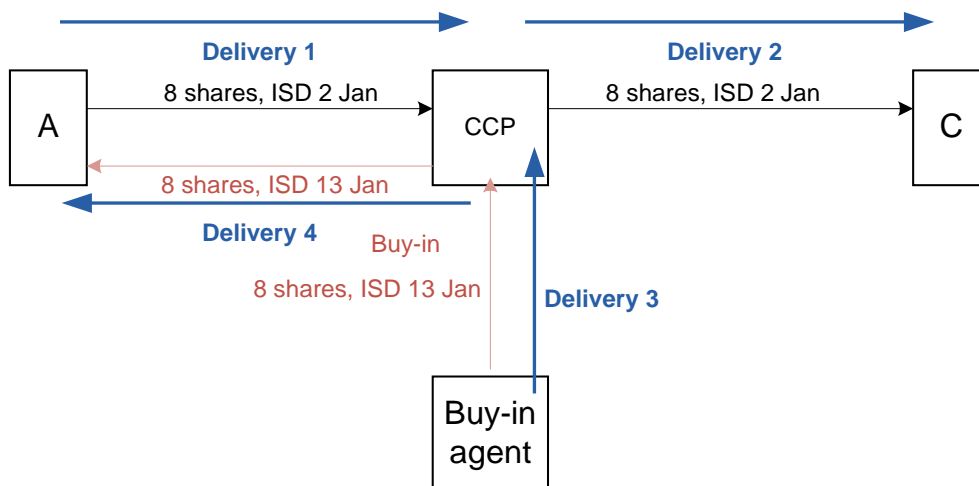 Delivery 1
Delivery 2
8 shares, ISD 2 Jan
8 shares, ISD 2 Jan
A
CCP
C
8 shares, ISD 13 Jan
Delivery 4
Buy-in
8 shares, ISD 13 Jan
Delivery 3
Buy-in
agent